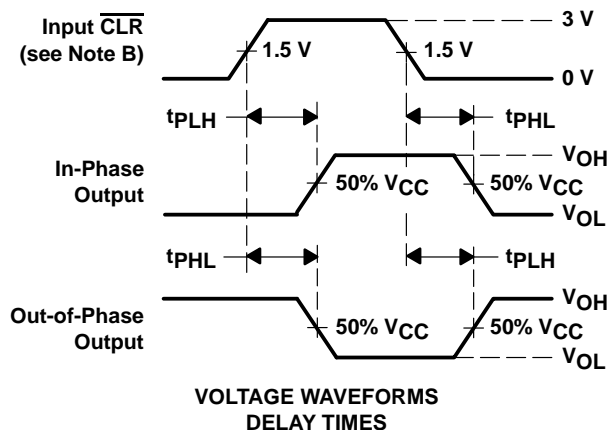 Input CLR
(see Note B)
1.5 V
1.5 V
3 V
0 V
tPLH
tPHL
In-Phase
Output
50% VCC
50% VCC
VOH
VOL
tPHL
tPLH
Out-of-Phase
Output
50% VCC
50% VCC
VOH
VOL
VOLTAGE WAVEFORMS
DELAY TIMES